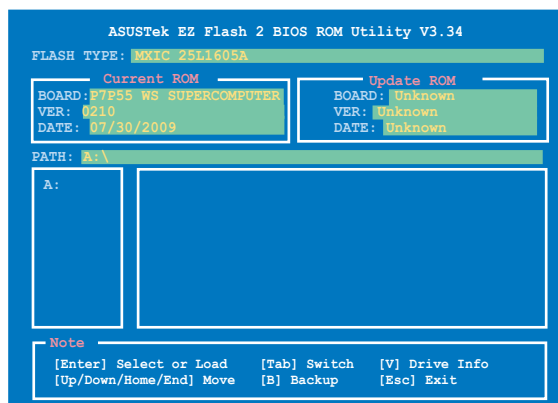 ASUSTek EZ Flash 2 BIOS ROM Utility V3.34
FLASH TYPE: MXIC 25L1605A
Current ROM
BOARD: P7P55 WS SUPERCOMPUTER
VER: 0210
DATE: 07/30/2009
Update ROM
BOARD: Unknown
VER: Unknown
DATE: Unknown
PATH: A:\
A:
Note
[Enter] Select or Load [Tab] Switch [V] Drive Info
[Up/Down/Home/End] Move [B] Backup [Esc] Exit